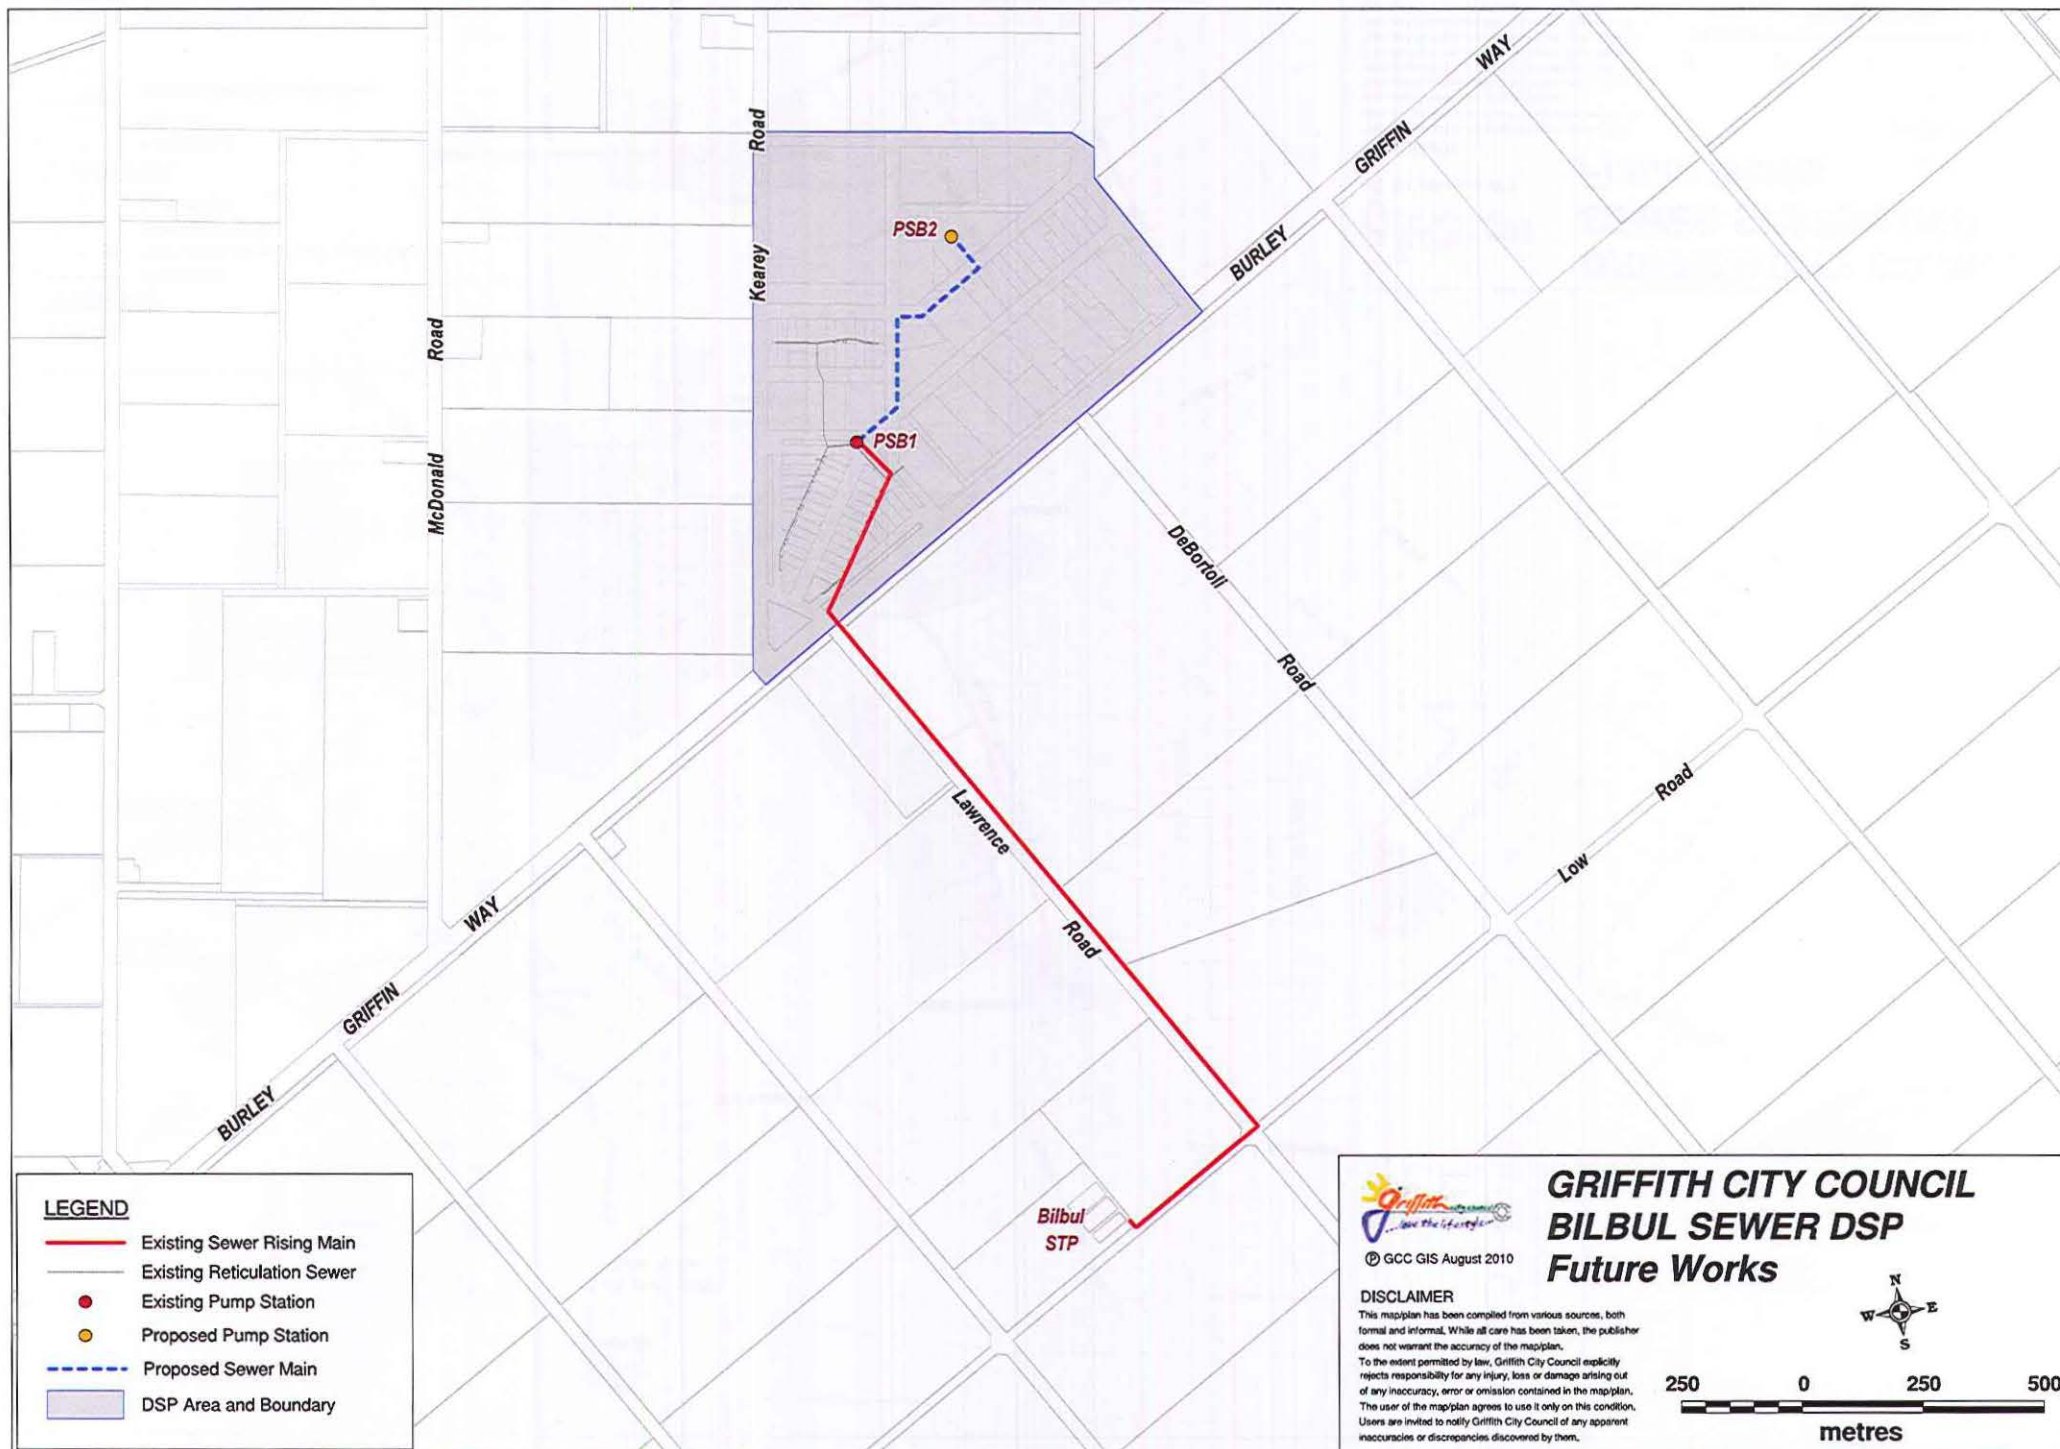 WAY
GRIFFIN
BURLEY
Road
Kearey
PSB2
PSB1
Road
McDonald
DeBortoli
Road
Lawrence
Road
Low
Road
WAY
GRIFFIN
BURLEY
Bilbul
STP
LEGEND
Existing Sewer Rising Main
Existing Reticulation Sewer
Existing Pump Station
Proposed Pump Station
Proposed Sewer Main
DSP Area and Boundary
Griffith
love the lifestyle
℗ GCC GIS August 2010
GRIFFITH CITY COUNCIL
BILBUL SEWER DSP
Future Works
DISCLAIMER
This map/plan has been compiled from various sources, both
formal and informal. While all care has been taken, the publisher
does not warrant the accuracy of the map/plan.
To the extent permitted by law, Griffith City Council explicitly
rejects responsibility for any injury, loss or damage arising out
of any inaccuracy, error or omission contained in the map/plan.
The user of the map/plan agrees to use it only on this condition.
Users are invited to notify Griffith City Council of any apparent
inaccuracies or discrepancies discovered by them.
N
W E
S
250 0 250 500
metres